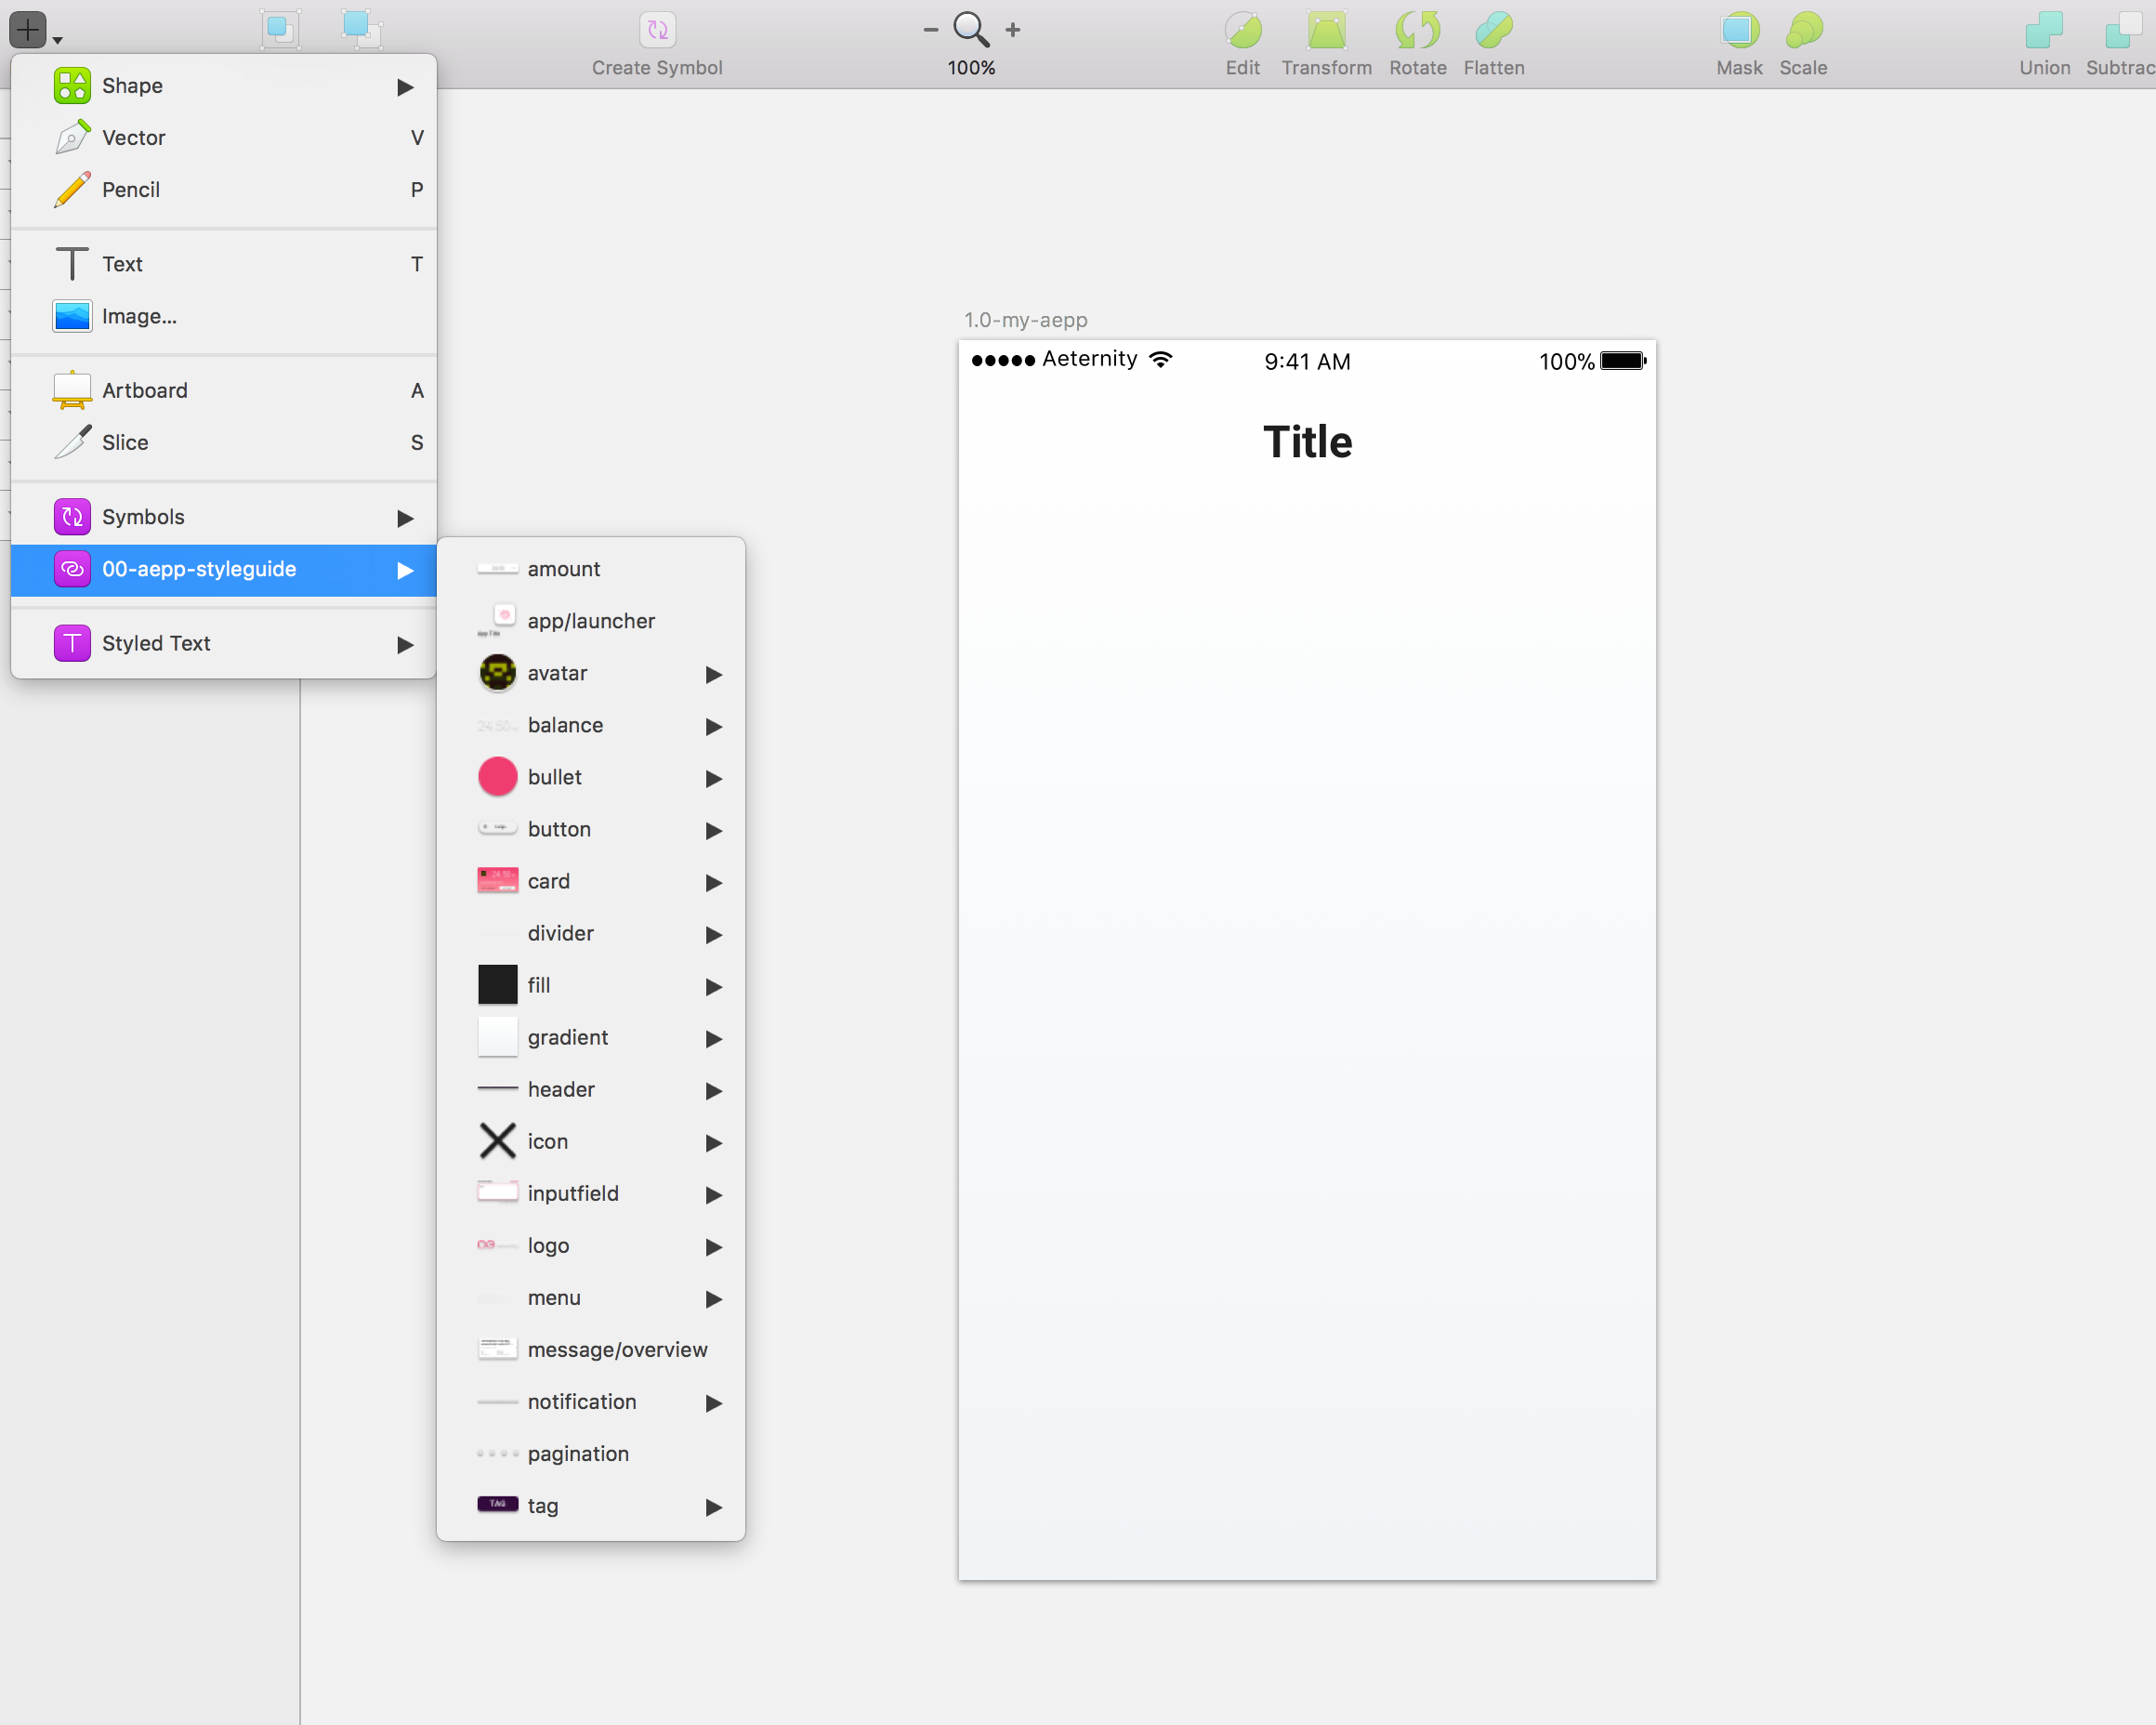 Create Symbol
100%
Edit
Transform
Rotate
Flatten
Mask
Scale
Union
Subtrac
Shape
Vector V
Pencil P
Text T
Image...
Artboard A
Slice S
Symbols
00-aepp-styleguide
Styled Text
amount
app/launcher
avatar
balance
bullet
button
card
divider
fill
gradient
header
icon
inputfield
logo
menu
message/overview
notification
pagination
TAG tag
1.0-my-aepp
Aeternity 9:41 AM 100%
Title